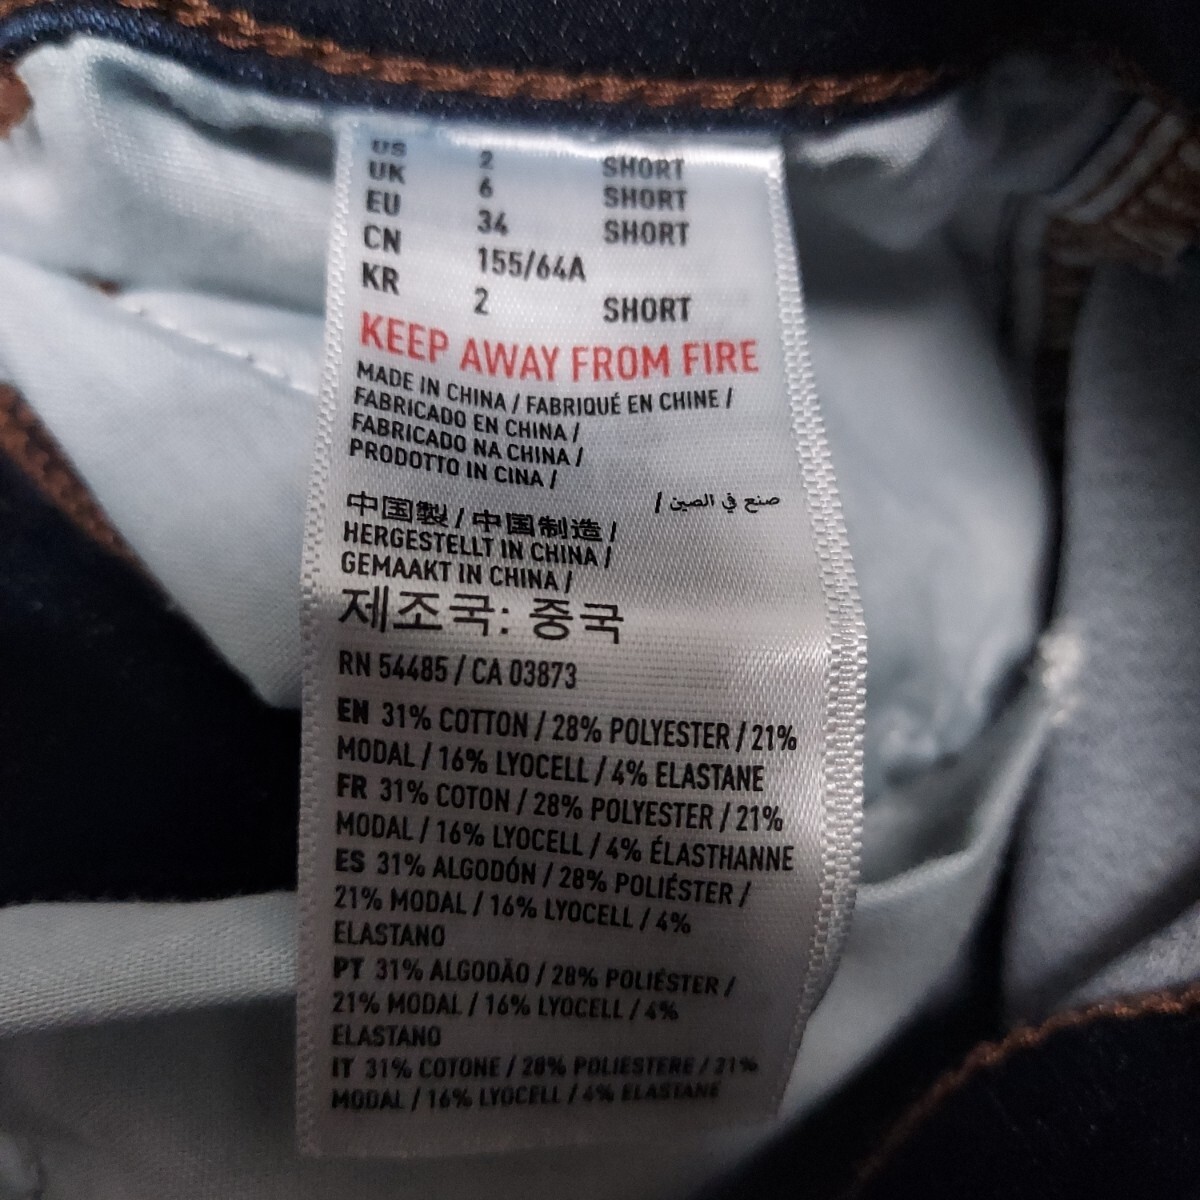 US 2 SHORT
UK 6 SHORT
EU 34 SHORT
CN 155/64A
KR 2 SHORT
KEEP AWAY FROM FIRE
MADE IN CHINA / FABRIQUÉ EN CHINE /
FABRICADO EN CHINA /
FABRICADO NA CHINA /
PRODOTTO IN CINA /
صنع في الصين /
中国製 / 中国制造 /
HERGESTELLT IN CHINA /
GEMAAKT IN CHINA /
제조국: 중국
RN 54485 / CA 03873
EN 31% COTTON / 28% POLYESTER / 21%
MODAL / 16% LYOCELL / 4% ELASTANE
FR 31% COTON / 28% POLYESTER / 21%
MODAL / 16% LYOCELL / 4% ÉLASTHANNE
ES 31% ALGODÓN / 28% POLIÉSTER /
21% MODAL / 16% LYOCELL / 4%
ELASTANO
PT 31% ALGODÃO / 28% POLIÉSTER /
21% MODAL / 16% LYOCELL / 4%
ELASTANO
IT 31% COTONE / 28% POLIESTERE / 21%
MODAL / 16% LYOCELL / 4% ELASTANE